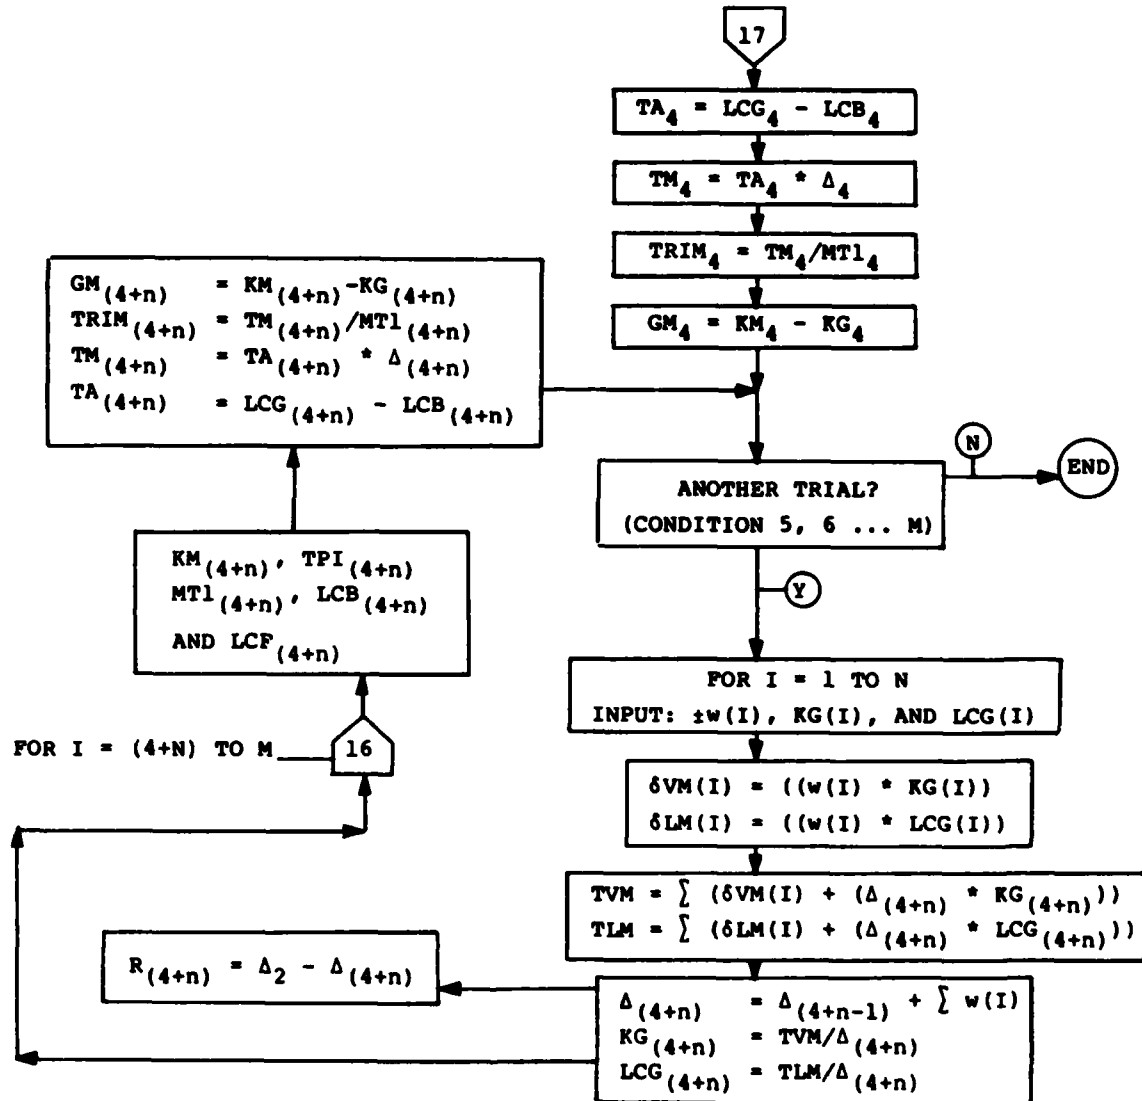 17
TA₄ = LCG₄ - LCB₄
TM₄ = TA₄ * Δ₄
TRIM₄ = TM₄/MT1₄
GM₄ = KM₄ - KG₄
GM₍₄₊ₙ₎ = KM₍₄₊ₙ₎-KG₍₄₊ₙ₎
TRIM₍₄₊ₙ₎ = TM₍₄₊ₙ₎/MT1₍₄₊ₙ₎
TM₍₄₊ₙ₎ = TA₍₄₊ₙ₎ * Δ₍₄₊ₙ₎
TA₍₄₊ₙ₎ = LCG₍₄₊ₙ₎ - LCB₍₄₊ₙ₎
ANOTHER TRIAL?
(CONDITION 5, 6 ... M)
N
END
Y
KM₍₄₊ₙ₎, TPI₍₄₊ₙ₎
MT1₍₄₊ₙ₎, LCB₍₄₊ₙ₎
AND LCF₍₄₊ₙ₎
FOR I = (4+N) TO M
16
FOR I = 1 TO N
INPUT: ±w(I), KG(I), AND LCG(I)
δVM(I) = ((w(I) * KG(I))
δLM(I) = ((w(I) * LCG(I))
TVM = ∑ (δVM(I) + (Δ₍₄₊ₙ₎ * KG₍₄₊ₙ₎))
TLM = ∑ (δLM(I) + (Δ₍₄₊ₙ₎ * LCG₍₄₊ₙ₎))
R₍₄₊ₙ₎ = Δ₂ - Δ₍₄₊ₙ₎
Δ₍₄₊ₙ₎ = Δ₍₄₊ₙ₋₁₎ + ∑ w(I)
KG₍₄₊ₙ₎ = TVM/Δ₍₄₊ₙ₎
LCG₍₄₊ₙ₎ = TLM/Δ₍₄₊ₙ₎